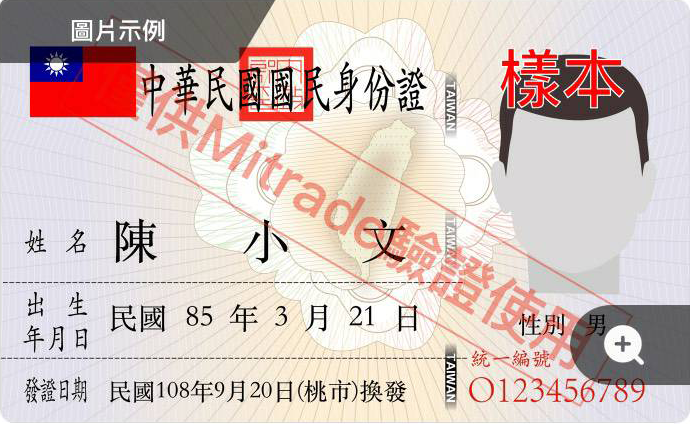 圖片示例
中華民國國民身份證
樣本
僅供Mitrade驗證使用
TAIWAN
姓名 陳小文
TAIWAN
出生年月日 民國 85 年 3 月 21 日
性別 男
統一編號
TAIWAN
發證日期 民國108年9月20日(桃市)換發
O123456789